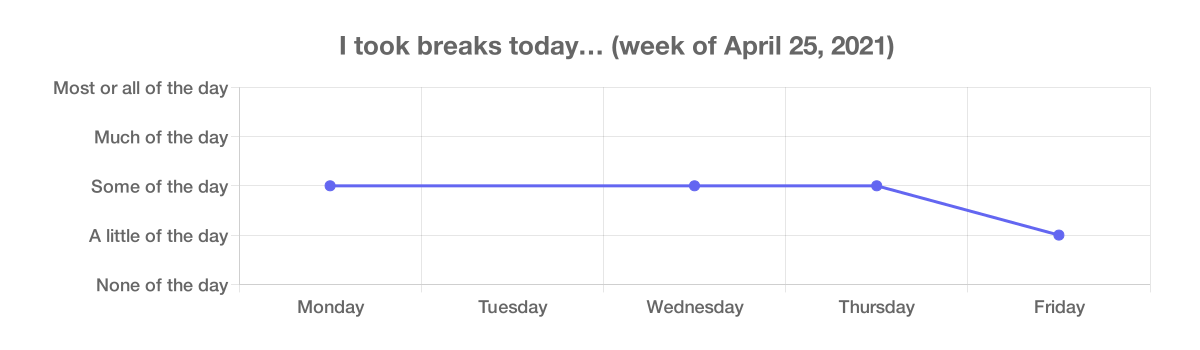 I took breaks today… (week of April 25, 2021)
Most or all of the day
Much of the day
Some of the day
A little of the day
None of the day
Monday Tuesday Wednesday Thursday Friday